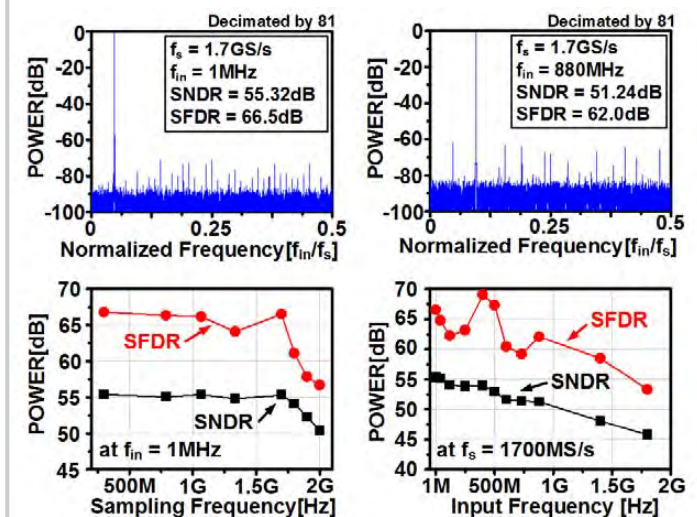 Decimated by 81
0
-20
-40
-60
-80
-100
POWER[dB]
fs = 1.7GS/s
fin = 1MHz
SNDR = 55.32dB
SFDR = 66.5dB
0 0.25 0.5
Normalized Frequency[fin/fs]
Decimated by 81
0
-20
-40
-60
-80
-100
POWER[dB]
fs = 1.7GS/s
fin = 880MHz
SNDR = 51.24dB
SFDR = 62.0dB
0 0.25 0.5
Normalized Frequency[fin/fs]
70
65
60
55
50
45
POWER[dB]
SFDR
SNDR
at fin = 1MHz
500M 1G 1.5G 2G
Sampling Frequency[Hz]
70
65
60
55
50
45
40
POWER[dB]
SFDR
SNDR
at fs = 1700MS/s
1M 500M 1G 1.5G 2G
Input Frequency [Hz]